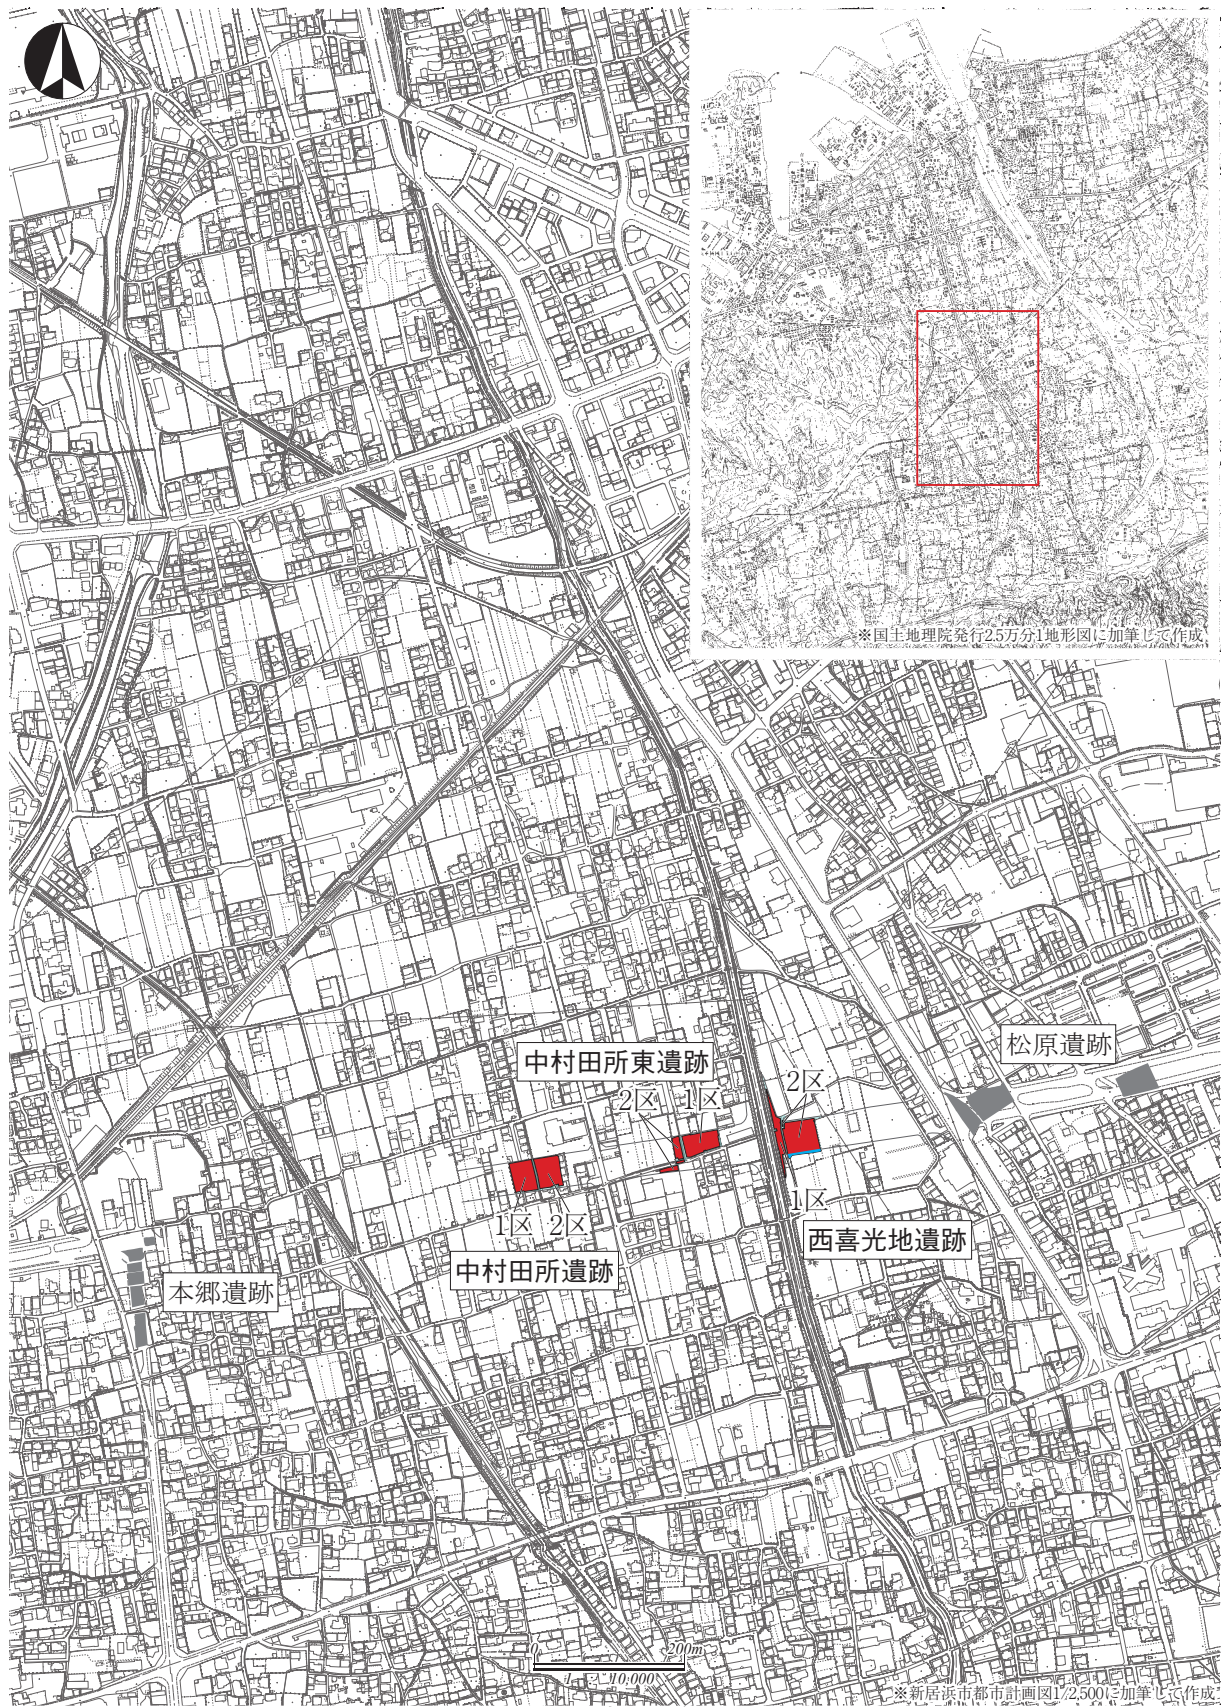 ※国土地理院発行2.5万分1地形図に加筆して作成
松原遺跡
中村田所東遺跡
2区
2区
1区
1区
西喜光地遺跡
1区
2区
中村田所遺跡
本郷遺跡
0
200m
1:10,000
※新居浜市都市計画図1/2,500に加筆して作成